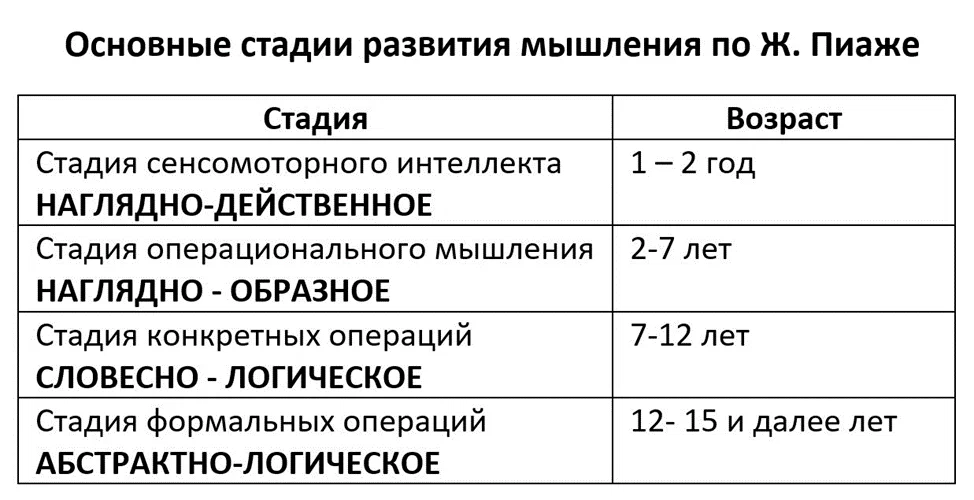 Основные стадии развития мышления по Ж. Пиаже
Стадия
Возраст
Стадия сенсомоторного интеллекта
НАГЛЯДНО-ДЕЙСТВЕННОЕ
1 – 2 год
Стадия операционального мышления
НАГЛЯДНО - ОБРАЗНОЕ
2-7 лет
Стадия конкретных операций
СЛОВЕСНО - ЛОГИЧЕСКОЕ
7-12 лет
Стадия формальных операций
АБСТРАКТНО-ЛОГИЧЕСКОЕ
12- 15 и далее лет